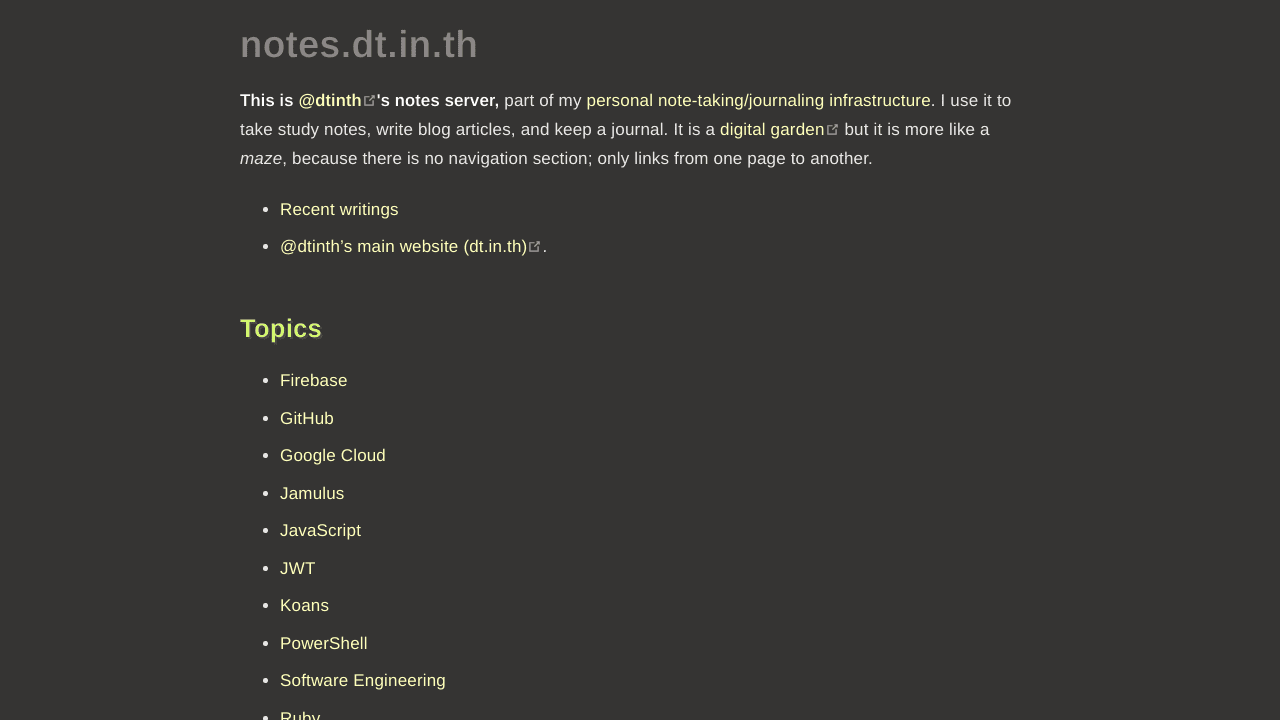 notes.dt.in.th
This is @dtinth's notes server, part of my personal note-taking/journaling infrastructure. I use it to
take study notes, write blog articles, and keep a journal. It is a digital garden but it is more like a
maze, because there is no navigation section; only links from one page to another.
• Recent writings
• @dtinth's main website (dt.in.th).
Topics
• Firebase
• GitHub
• Google Cloud
• Jamulus
• JavaScript
• JWT
• Koans
• PowerShell
• Software Engineering
• Ruby